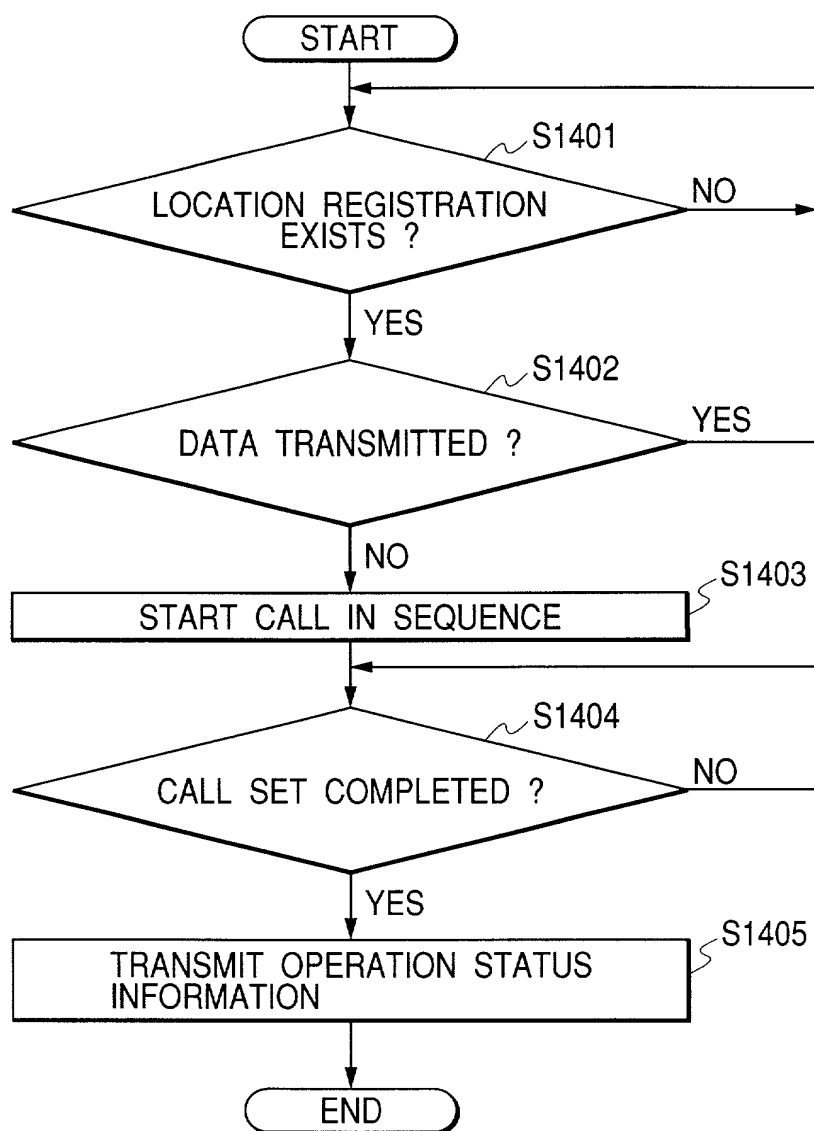 START
S1401
LOCATION REGISTRATION
EXISTS ?
NO
YES
S1402
DATA TRANSMITTED ?
YES
NO
S1403
START CALL IN SEQUENCE
S1404
CALL SET COMPLETED ?
NO
YES
S1405
TRANSMIT OPERATION STATUS
INFORMATION
END